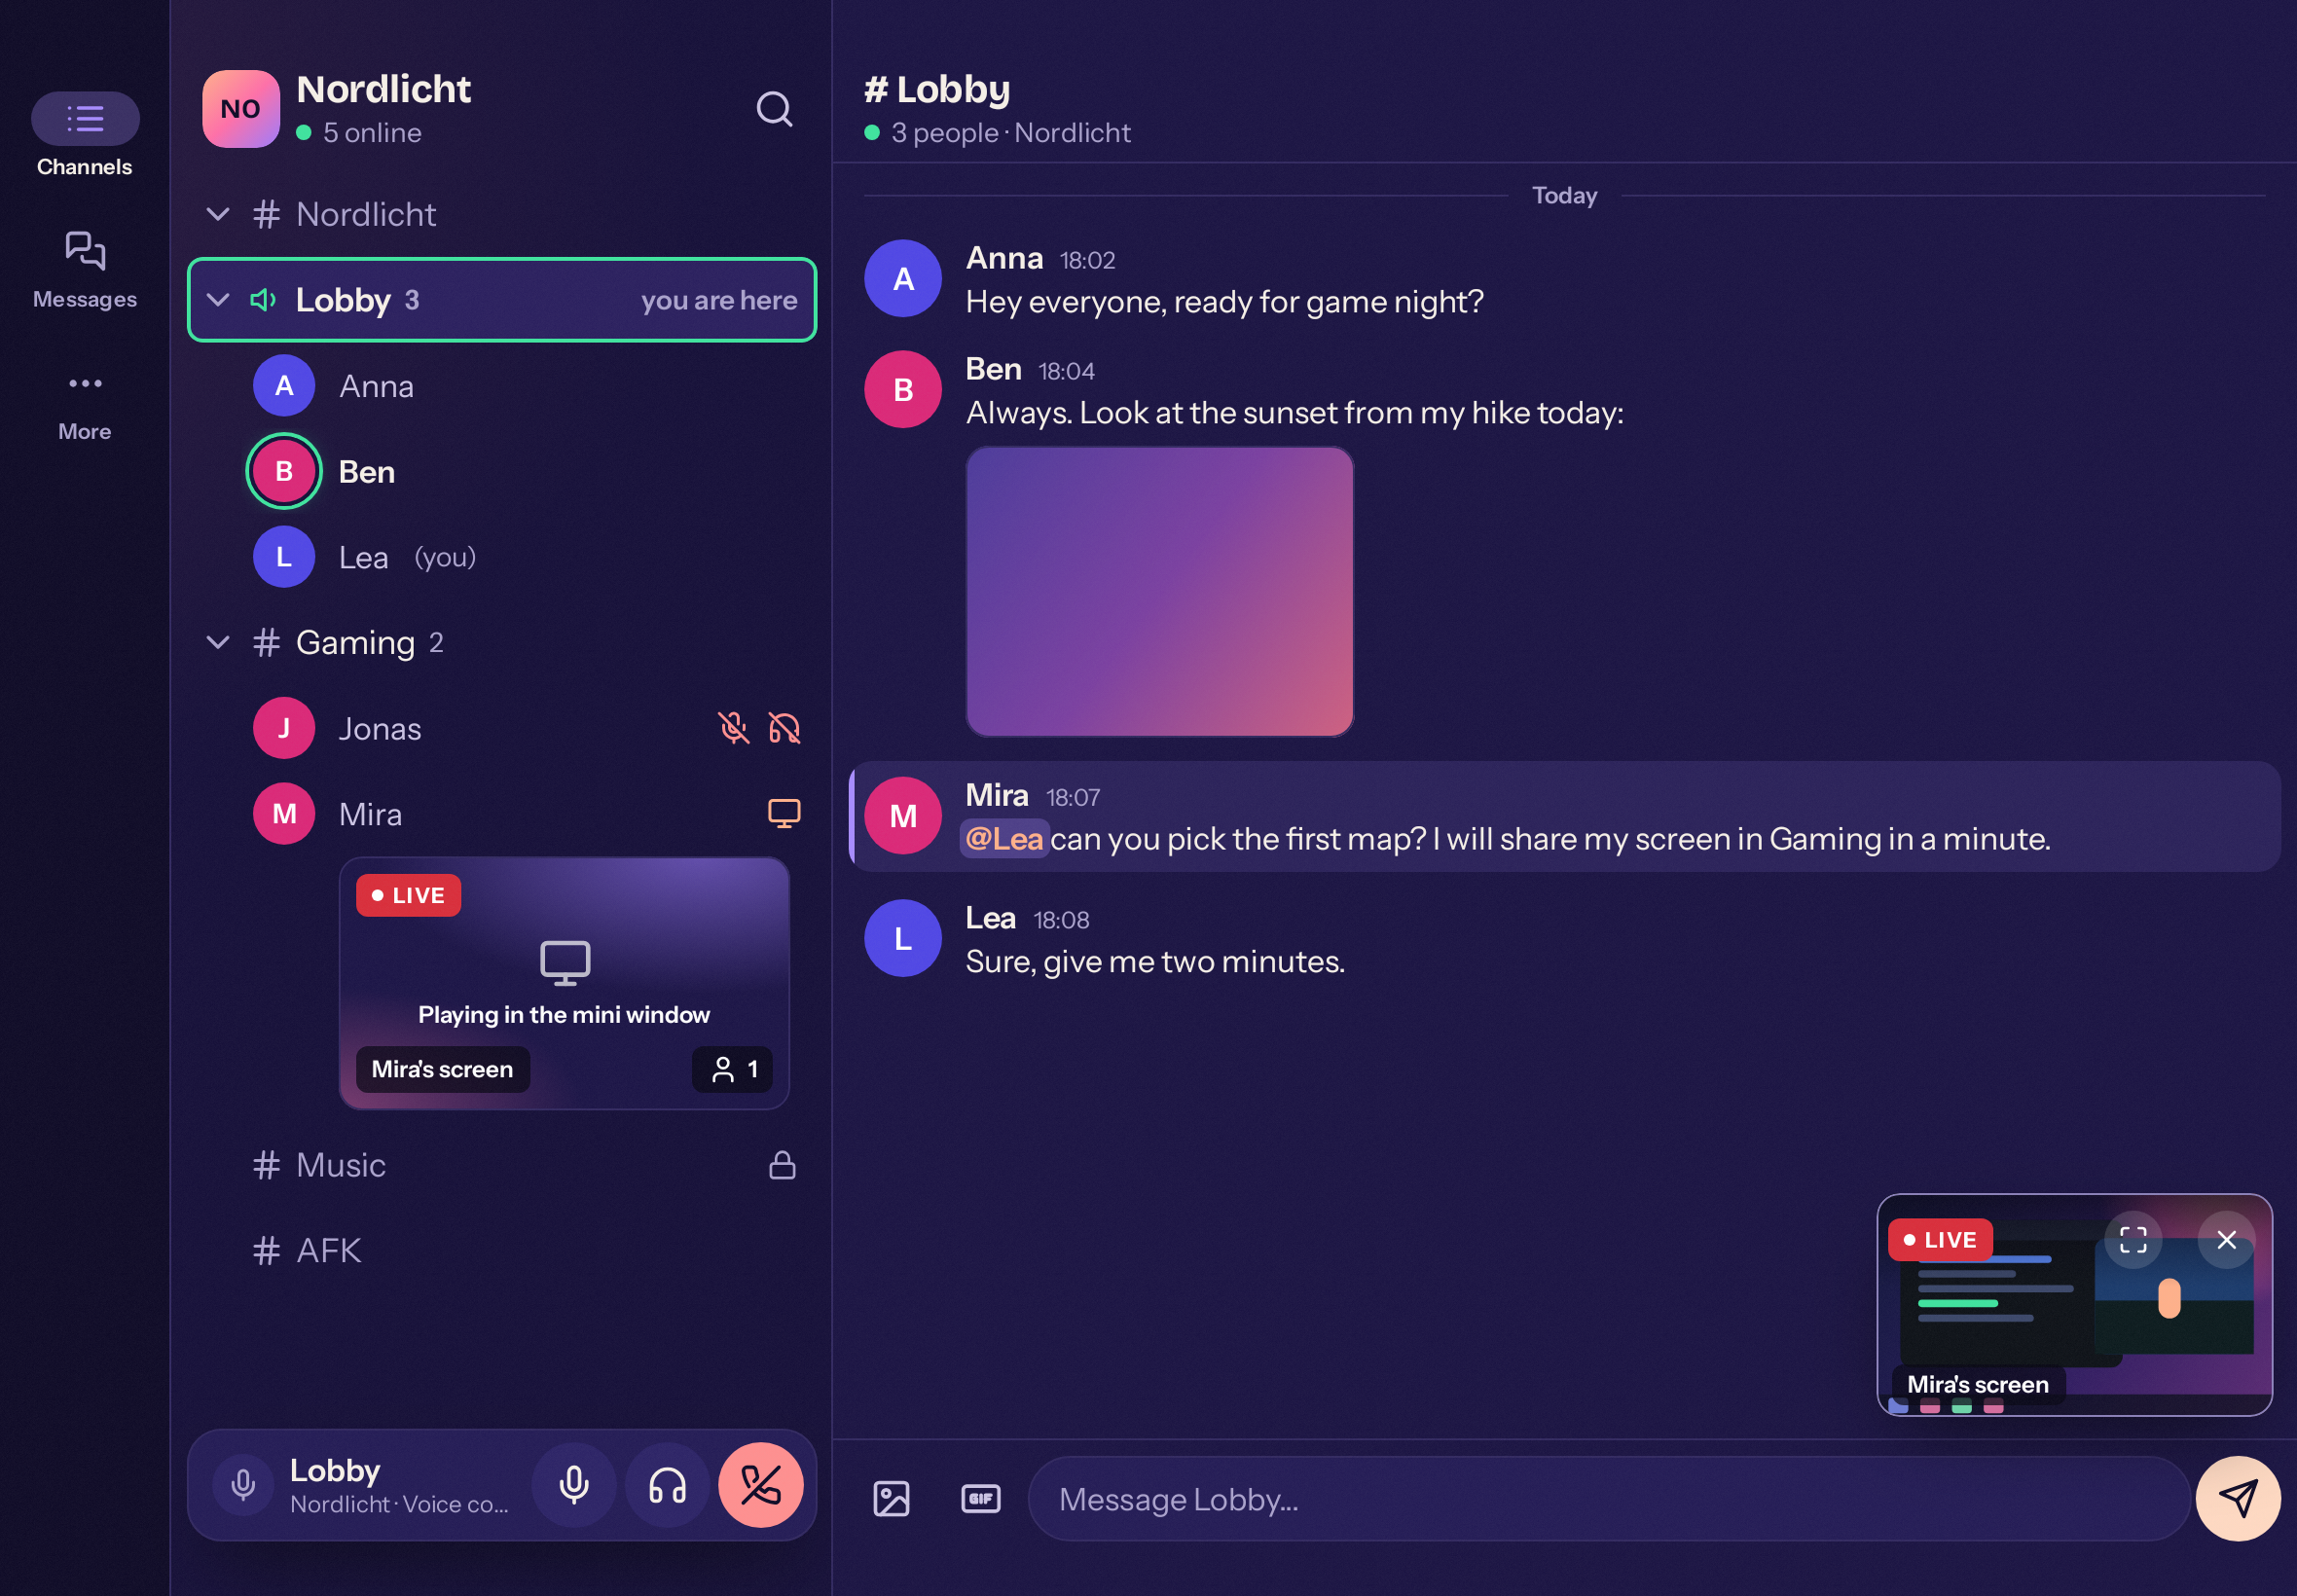 Channels
Messages
More
NO
Nordlicht
5 online
# Nordlicht
Lobby 3 you are here
A Anna
B Ben
L Lea (you)
# Gaming 2
J Jonas
M Mira
LIVE
Playing in the mini window
Mira's screen 1
# Music
# AFK
Lobby
Nordlicht · Voice co...
# Lobby
3 people · Nordlicht
Today
A
Anna 18:02
Hey everyone, ready for game night?
B
Ben 18:04
Always. Look at the sunset from my hike today:
M
Mira 18:07
@Lea can you pick the first map? I will share my screen in Gaming in a minute.
L
Lea 18:08
Sure, give me two minutes.
LIVE
Mira's screen
GIF
Message Lobby...